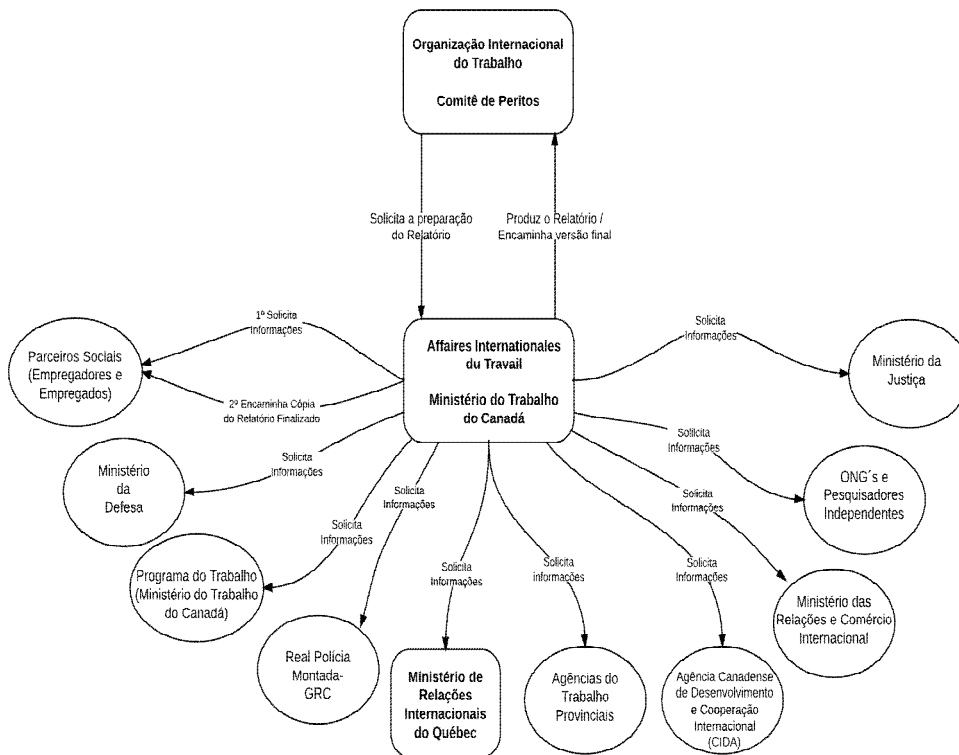 Organização Internacional
do Trabalho
Comitê de Peritos
Solicita a preparação
do Relatório
Produz o Relatório /
Encaminha versão final
1º Solicita
Informações
Solicita
Informações
Parceiros Sociais
(Empregadores e
Empregados)
Affaires Internationales
du Travail
Ministério do Trabalho
do Canadá
Ministério da
Justiça
2º Encaminha Cópia
do Relatório Finalizado
Solicita
Informações
Sollicita
Informações
Ministério
da
Defesa
ONG´s e
Pesquisadores
Independentes
Solicita
Informações
Solicita
Informações
Solicita
Informações
Programa do Trabalho
(Ministério do Trabalho
do Canadá)
Solicita
Informações
Solicita
informações
Solicita
Informações
Ministério das
Relações e Comércio
Internacional
Real Polícia
Montada-
GRC
Ministério de
Relações
Internacionais
do Québec
Agências do
Trabalho
Provinciais
Agência Canadense
de Desenvolvimento
e Cooperação
Internacional
(CIDA)